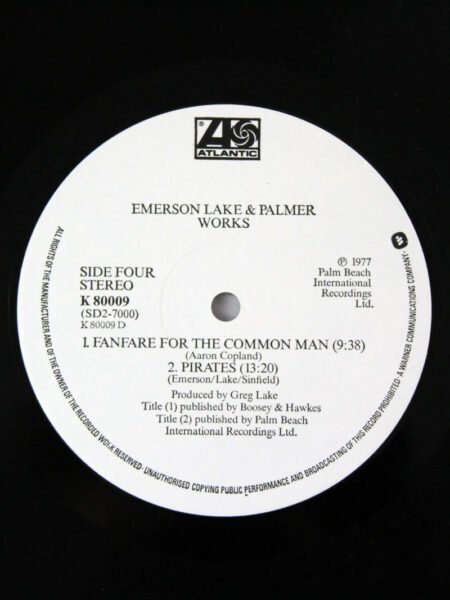 ®
ATLANTIC
EMERSON LAKE & PALMER
WORKS
SIDE FOUR
STEREO
K 80009
(SD2-7000)
K 80009 D
℗ 1977
Palm Beach
International
Recordings
Ltd.
1. FANFARE FOR THE COMMON MAN (9:38)
(Aaron Copland)
2. PIRATES (13:20)
(Emerson/Lake/Sinfield)
Produced by Greg Lake
Title (1) published by Boosey & Hawkes
Title (2) published by Palm Beach
International Recordings Ltd.
ALL RIGHTS OF THE MANUFACTURER AND OF THE OWNER OF THE RECORDED WORK RESERVED · UNAUTHORISED COPYING PUBLIC PERFORMANCE AND BROADCASTING OF THIS RECORD PROHIBITED · A WARNER COMMUNICATIONS COMPANY ·